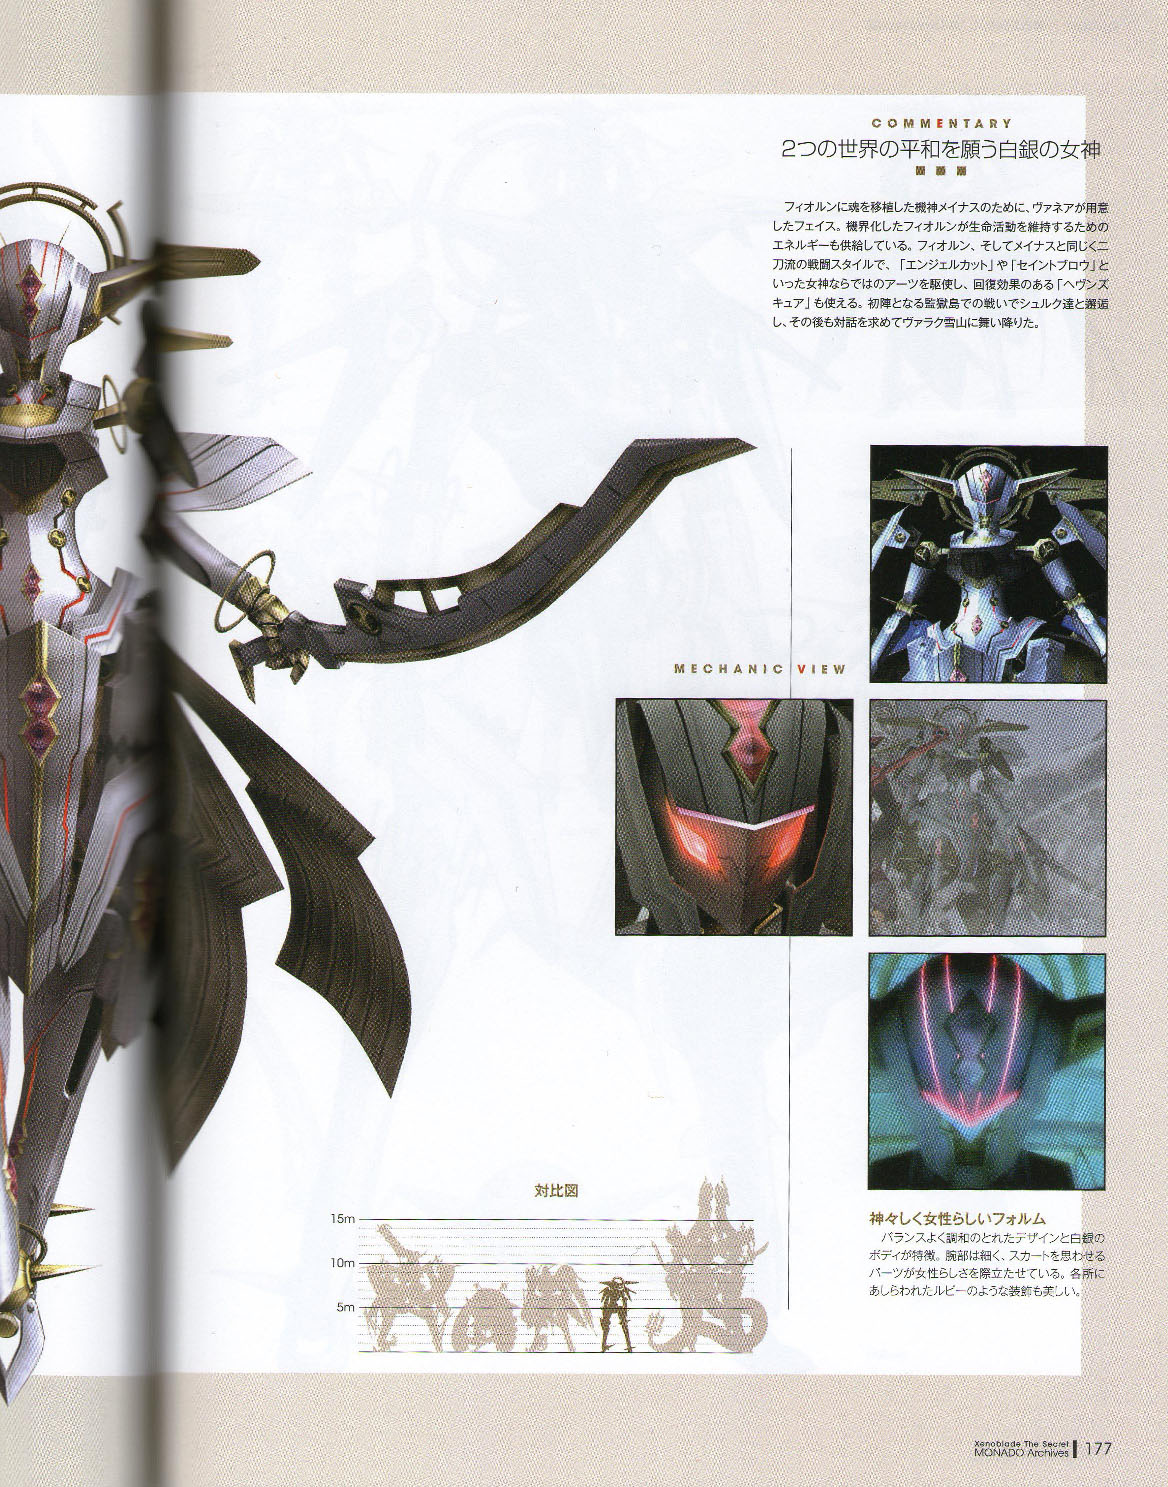 COMMENTARY
2つの世界の平和を願う白銀の女神
フィオルンに魂を移植した機神メイナスのために、ヴァネアが用意
したフェイス。機界化したフィオルンが生命活動を維持するための
エネルギーも供給している。フィオルン、そしてメイナスと同じく二
刀流の戦闘スタイルで、「エンジェルカット」や「セイントブロウ」と
いった女神ならではのアーツを駆使し、回復効果のある「ヘヴンズ
キュア」も使える。初陣となる監獄島での戦いでシュルク達と邂逅
し、その後も対話を求めてヴァラク雪山に舞い降りた。
MECHANIC VIEW
対比図
15m
10m
5m
神々しく女性らしいフォルム
バランスよく調和のとれたデザインと白銀の
ボディが特徴。腕部は細く、スカートを思わせる
パーツが女性らしさを際立たせている。各所に
あしらわれたルビーのような装飾も美しい。
Xenoblade The Secret
MONADO Archives
177